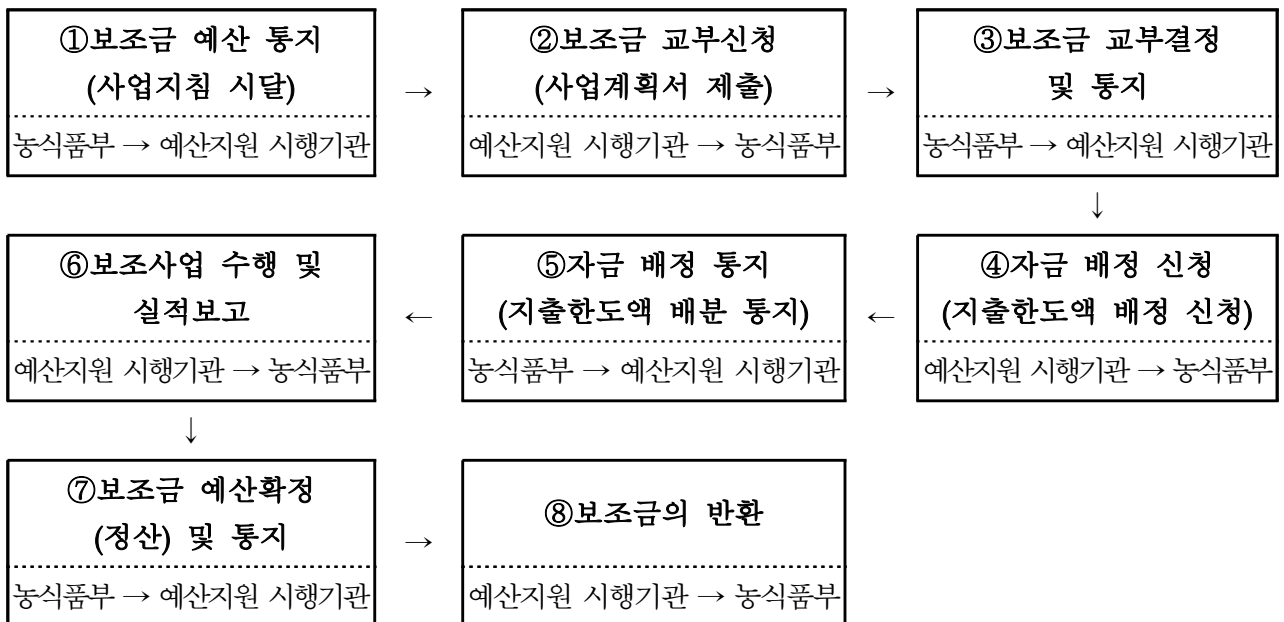 ①보조금 예산 통지
(사업지침 시달)
농식품부 → 예산지원 시행기관
→
②보조금 교부신청
(사업계획서 제출)
예산지원 시행기관 → 농식품부
→
③보조금 교부결정
및 통지
농식품부 → 예산지원 시행기관
↓
④자금 배정 신청
(지출한도액 배정 신청)
예산지원 시행기관 → 농식품부
←
⑤자금 배정 통지
(지출한도액 배분 통지)
농식품부 → 예산지원 시행기관
←
⑥보조사업 수행 및
실적보고
예산지원 시행기관 → 농식품부
↓
⑦보조금 예산확정
(정산) 및 통지
농식품부 → 예산지원 시행기관
→
⑧보조금의 반환
예산지원 시행기관 → 농식품부